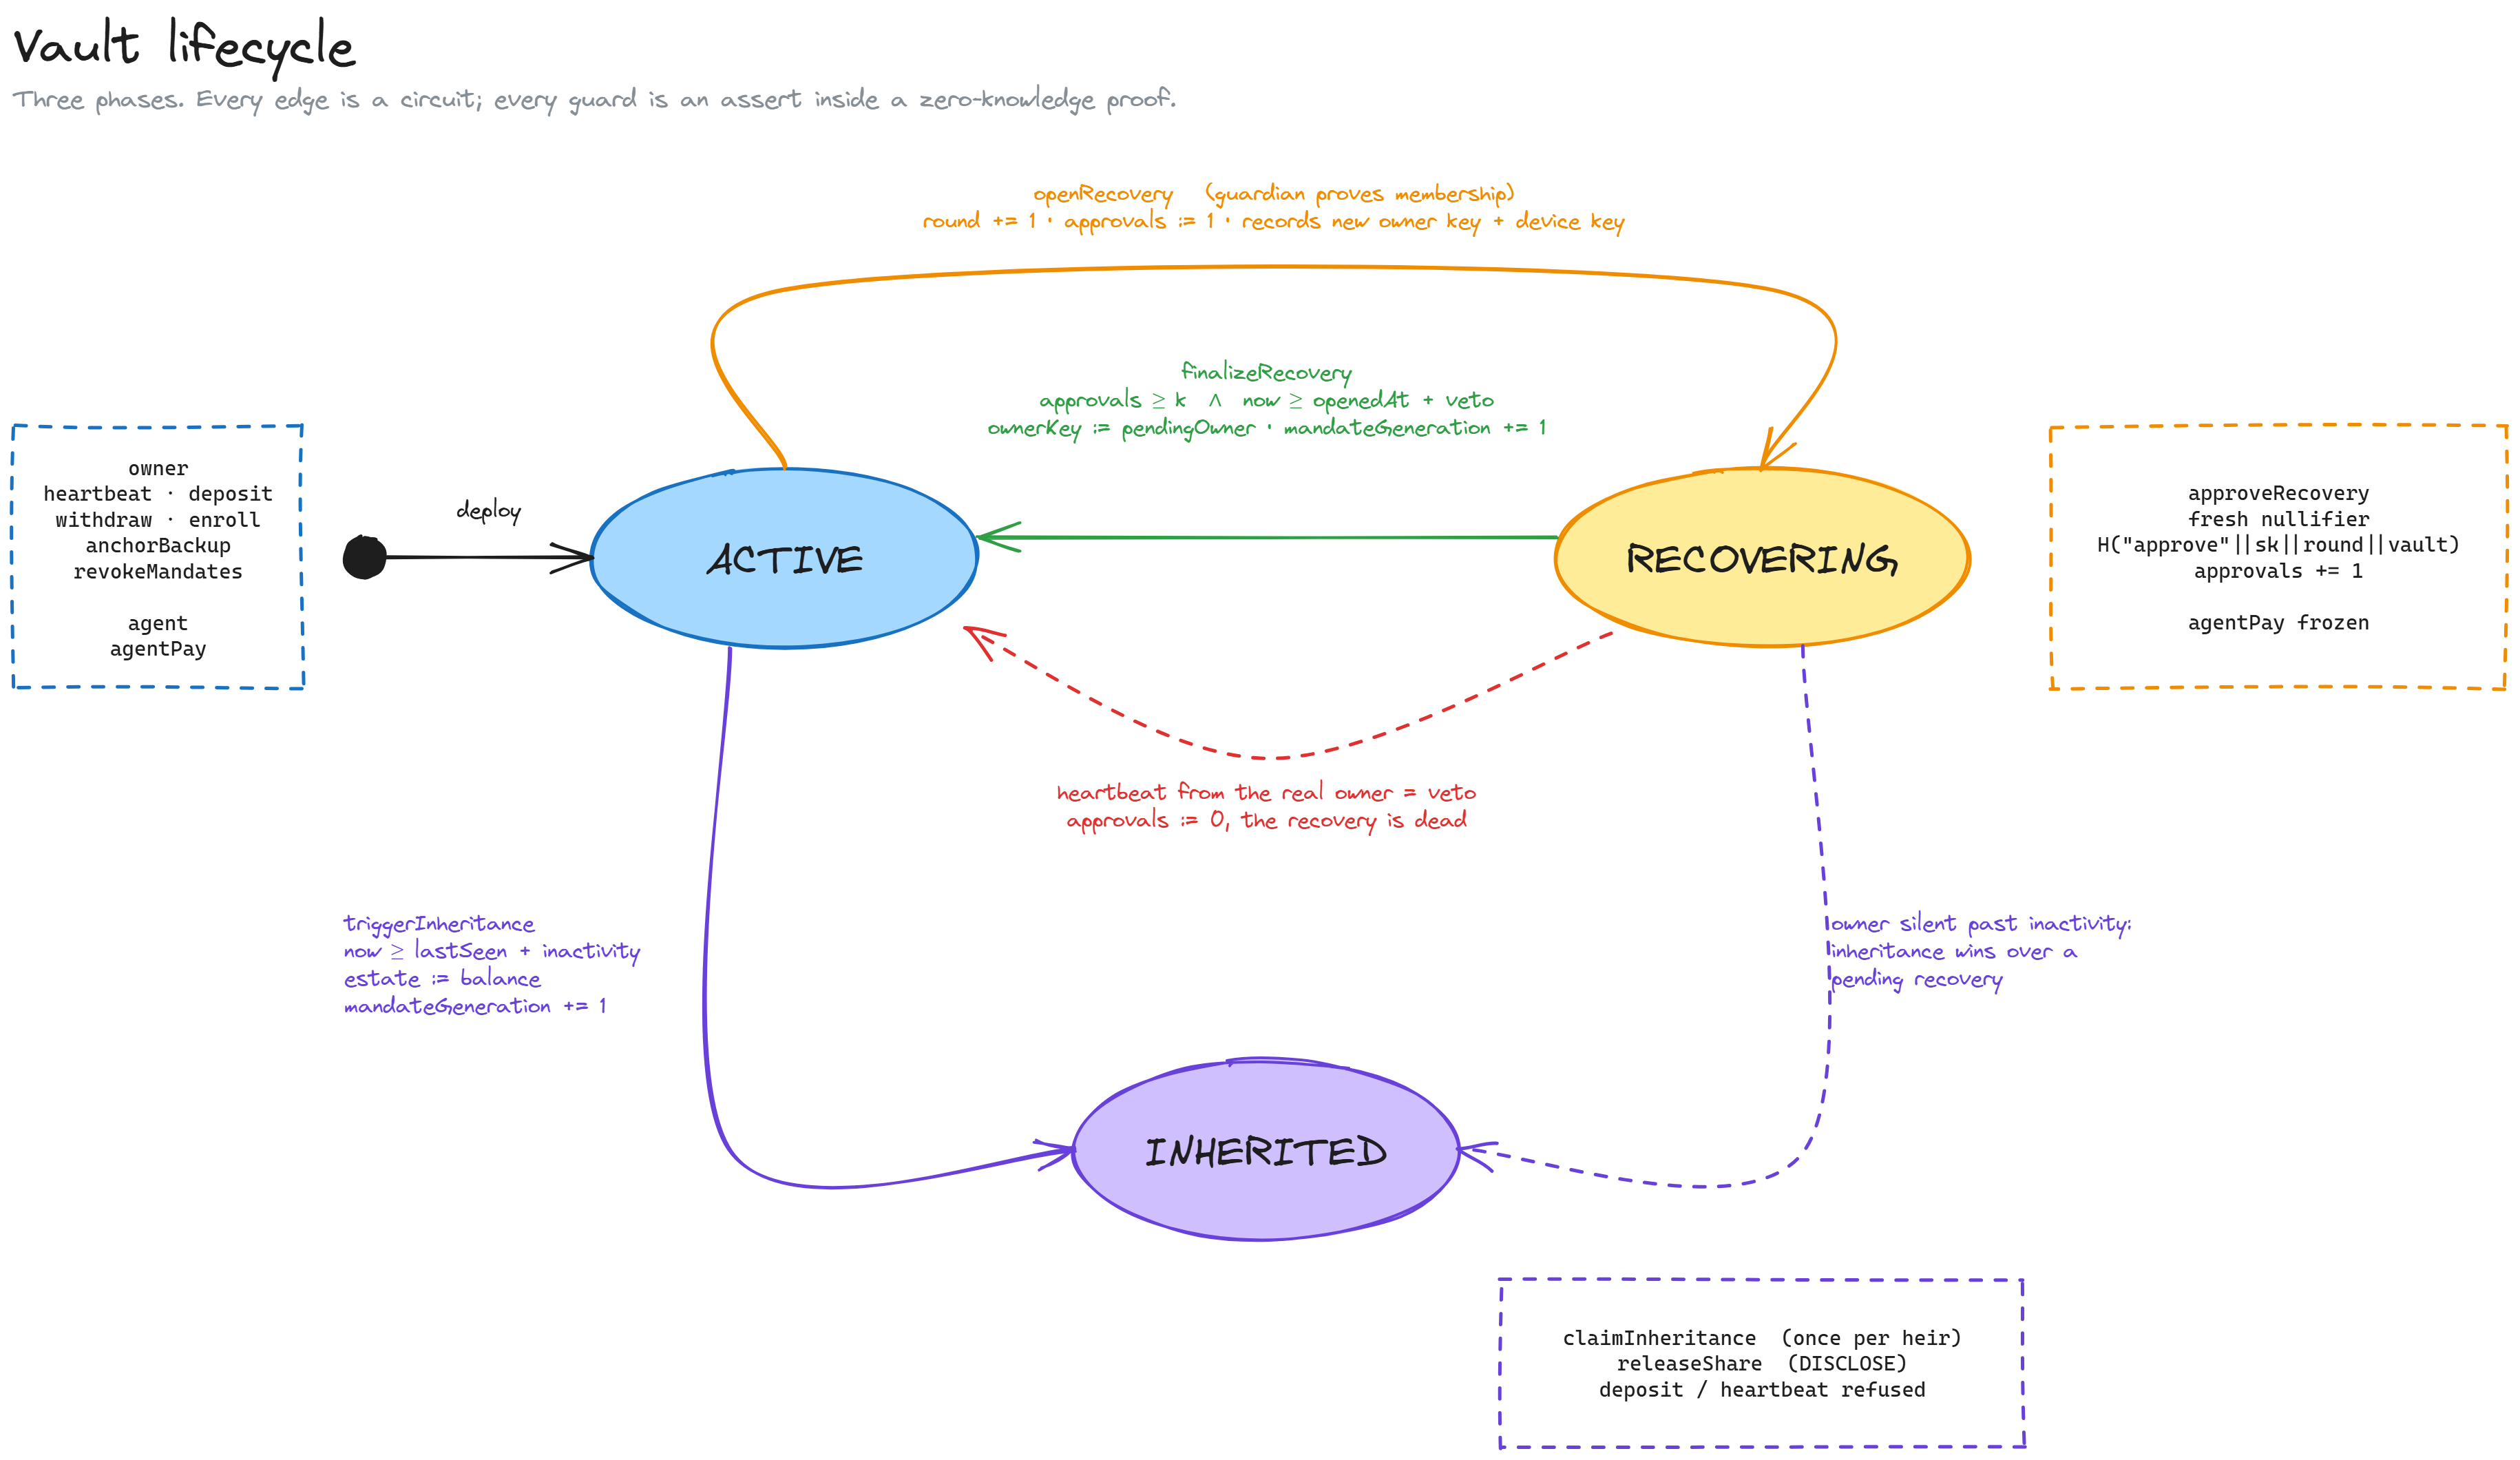 Vault lifecycle
Three phases. Every edge is a circuit; every guard is an assert inside a zero-knowledge proof.
openRecovery (guardian proves membership)
round += 1 · approvals := 1 · records new owner key + device key
finalizeRecovery
approvals ≥ k ∧ now ≥ openedAt + veto
ownerKey := pendingOwner · mandateGeneration += 1
owner
heartbeat · deposit
withdraw · enroll
anchorBackup
revokeMandates
agent
agentPay
deploy
ACTIVE
RECOVERING
approveRecovery
fresh nullifier
H("approve"||sk||round||vault)
approvals += 1
agentPay frozen
heartbeat from the real owner = veto
approvals := 0, the recovery is dead
triggerInheritance
now ≥ lastSeen + inactivity
estate := balance
mandateGeneration += 1
owner silent past inactivity:
inheritance wins over a
pending recovery
INHERITED
claimInheritance (once per heir)
releaseShare (DISCLOSE)
deposit / heartbeat refused